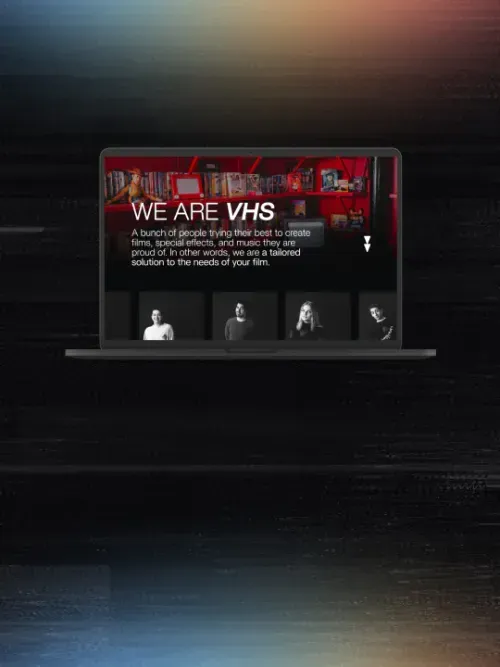 WE ARE VHS
A bunch of people trying their best to create
films, special effects, and music they are
proud of. In other words, we are a tailored
solution to the needs of your film.